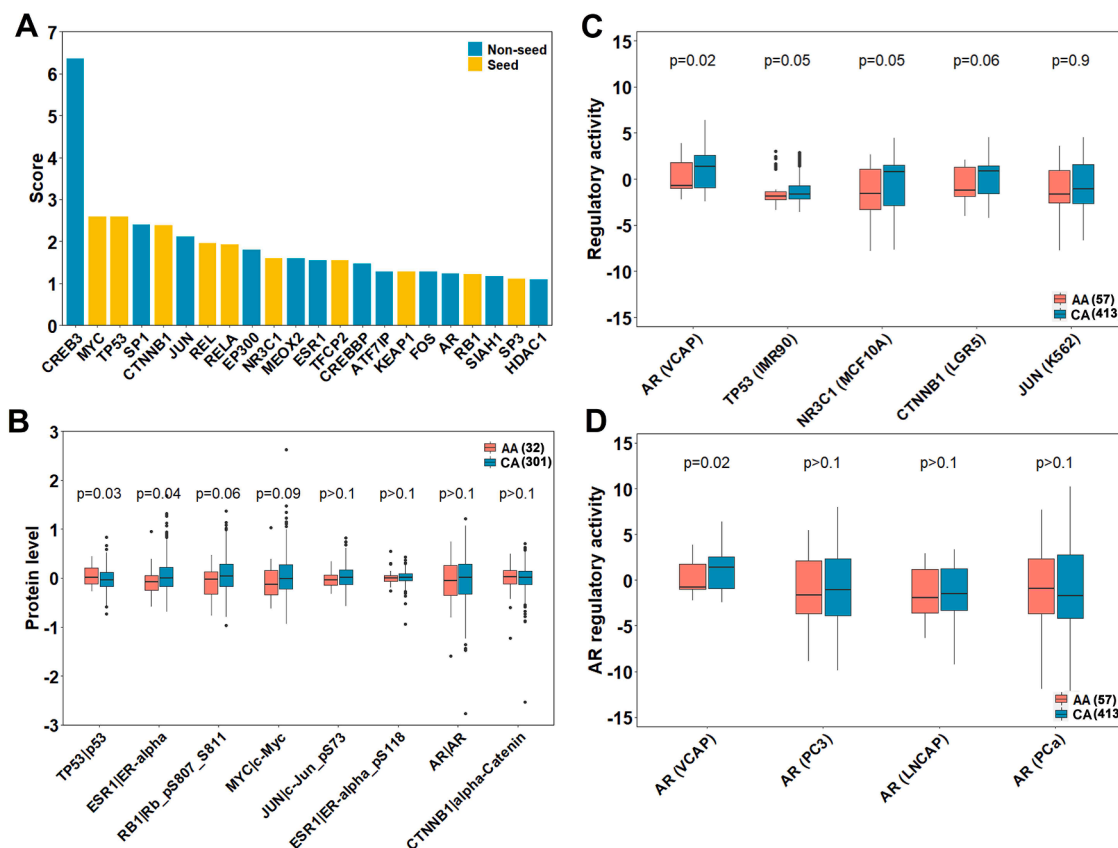 A
Score
7
6
5
4
3
2
1
0
Non-seed
Seed
CREB3
MYC
TP53
SP1
CTNNB1
JUN
REL
RELA
EP300
NR3C1
MEOX2
ESR1
TFCP2
CREBBP
ATF7IP
KEAP1
FOS
AR
RB1
SIAH1
SP3
HDAC1
B
Protein level
3
2
1
0
-1
-2
-3
AA (32)
CA (301)
p=0.03 p=0.04 p=0.06 p=0.09 p>0.1 p>0.1 p>0.1 p>0.1
TP53|p53
ESR1|ER-alpha
RB1|Rb_pS807_S811
MYC|c-Myc
JUN|c-Jun_pS73
ESR1|ER-alpha_pS118
AR|AR
CTNNB1|alpha-Catenin
C
Regulatory activity
15
10
5
0
-5
-10
-15
p=0.02 p=0.05 p=0.05 p=0.06 p=0.9
AA (57)
CA (413)
AR (VCAP)
TP53 (IMR90)
NR3C1 (MCF10A)
CTNNB1 (LGR5)
JUN (K562)
D
AR regulatory activity
15
10
5
0
-5
-10
-15
p=0.02 p>0.1 p>0.1 p>0.1
AA (57)
CA (413)
AR (VCAP)
AR (PC3)
AR (LNCAP)
AR (PCa)